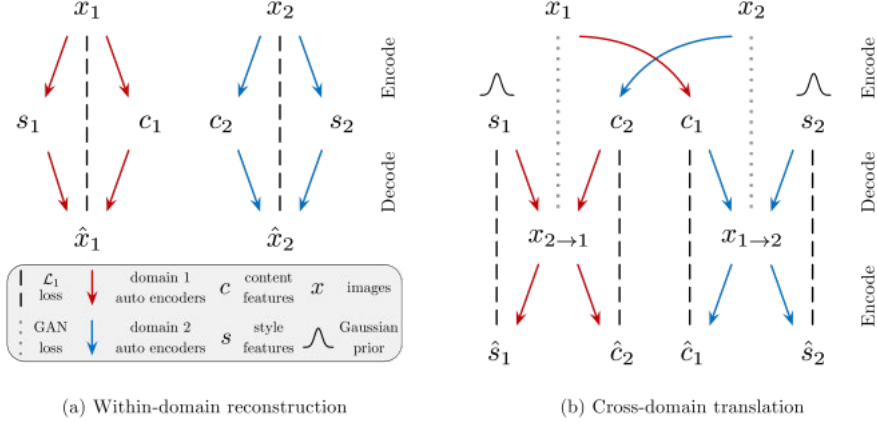 x₁ x₂
Encode
s₁ c₁ c₂ s₂
Decode
x̂₁ x̂₂
ℒ₁ loss
domain 1 auto encoders
c content features
x images
GAN loss
domain 2 auto encoders
s style features
Gaussian prior
(a) Within-domain reconstruction
x₁ x₂
Encode
s₁ c₂ c₁ s₂
Decode
x₂→₁ x₁→₂
Encode
ŝ₁ ĉ₂ ĉ₁ ŝ₂
(b) Cross-domain translation